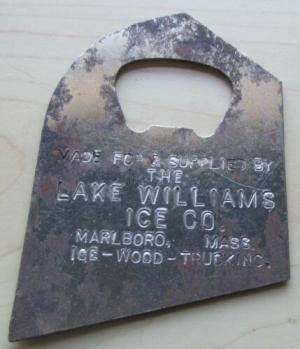 MADE FOR & SUPPLIED BY
THE
LAKE WILLIAMS
ICE CO.
MARLBORO, MASS.
ICE-WOOD-TRUCKING.